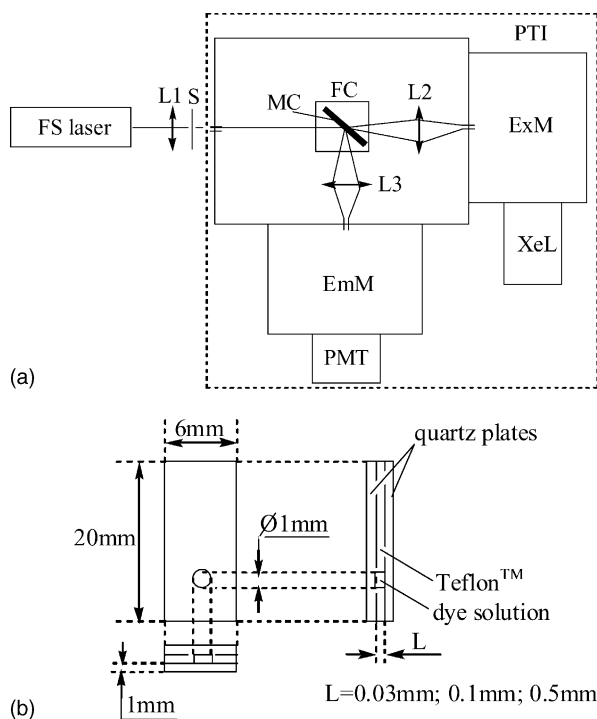 PTI
FC
L1 S
MC
L2
FS laser
ExM
L3
XeL
EmM
PMT
(a)
6mm
quartz plates
20mm
Ø1mm
Teflon™
dye solution
L
1mm
L=0.03mm; 0.1mm; 0.5mm
(b)